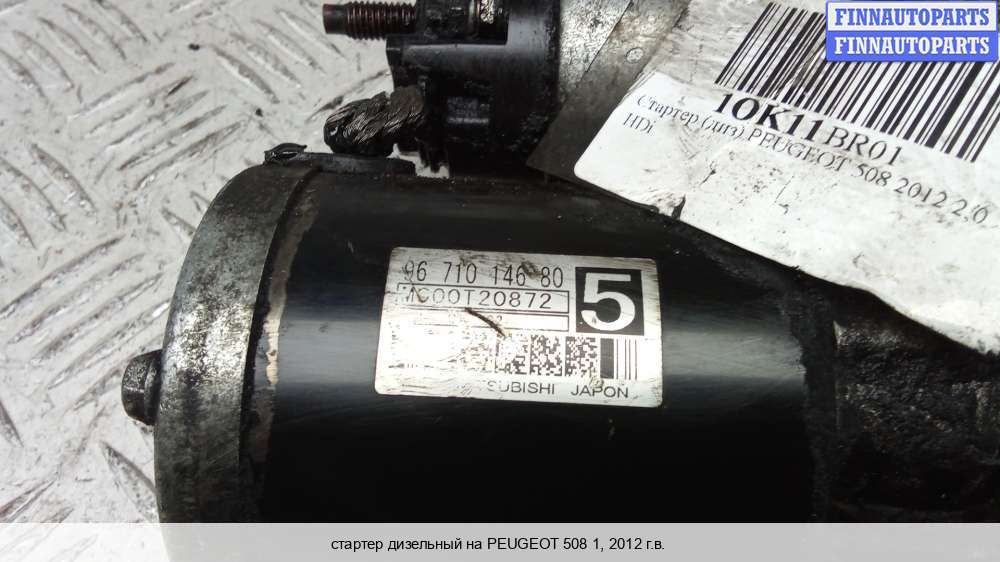 FINNAUTOPARTS
FINNAUTOPARTS
10K11BR01
Стартер (диз) PEUGEOT 508 2012 2,0
HDi
96 710 146 80
5
M000T20872
SUBISHI JAPON
стартер дизельный на PEUGEOT 508 1, 2012 г.в.